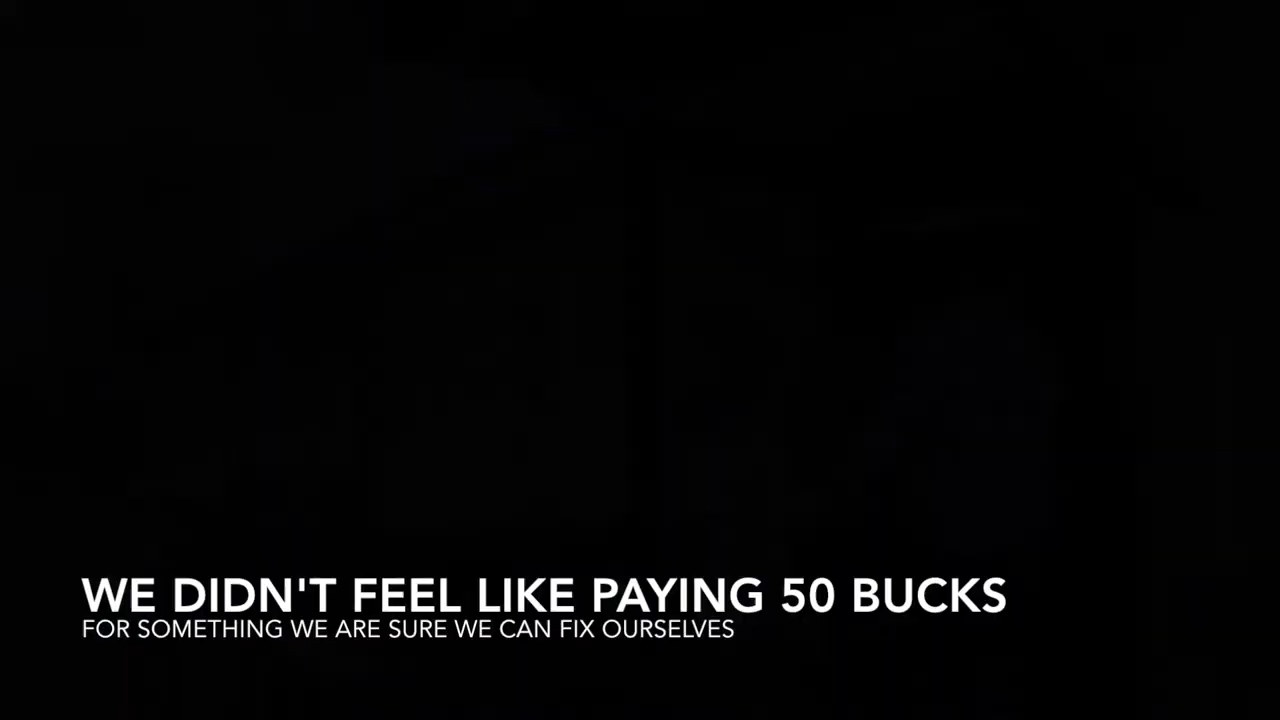 WE DIDN'T FEEL LIKE PAYING 50 BUCKS
FOR SOMETHING WE ARE SURE WE CAN FIX OURSELVES